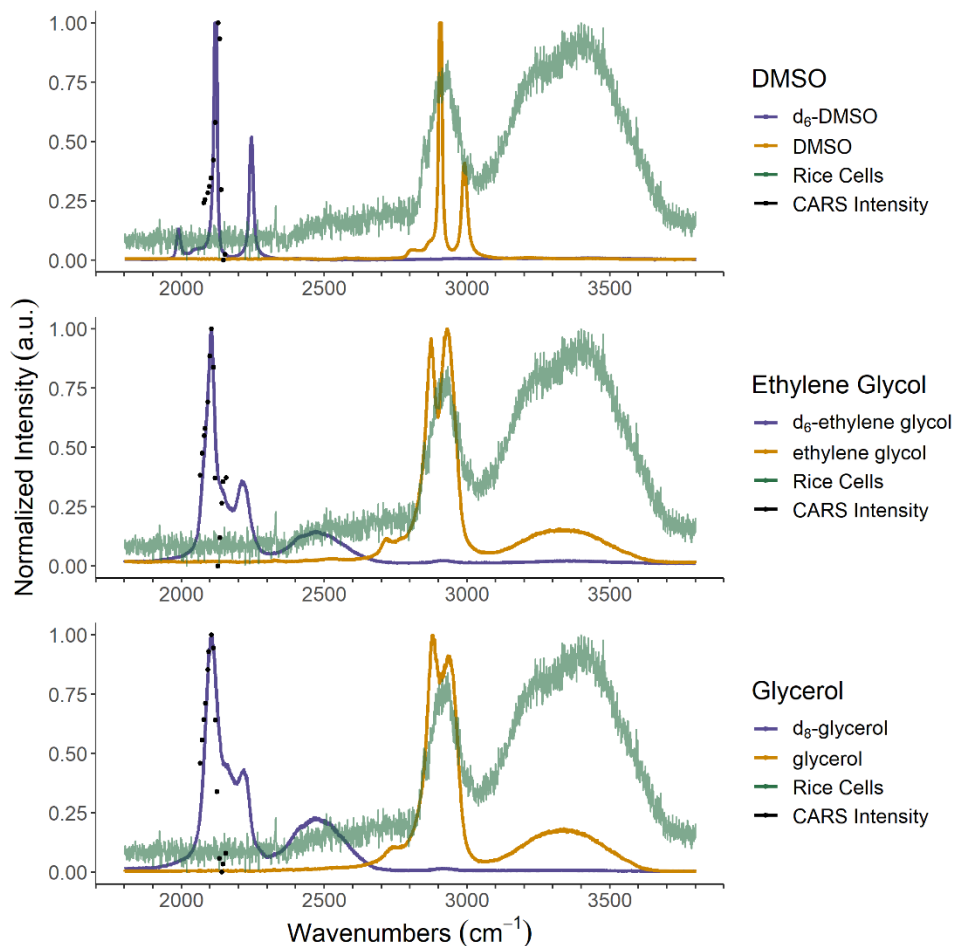 1.00
0.75
0.50
0.25
0.00
2000 2500 3000 3500
DMSO
d₆-DMSO
DMSO
Rice Cells
CARS Intensity
Normalized Intensity (a.u.)
1.00
0.75
0.50
0.25
0.00
2000 2500 3000 3500
Ethylene Glycol
d₆-ethylene glycol
ethylene glycol
Rice Cells
CARS Intensity
1.00
0.75
0.50
0.25
0.00
2000 2500 3000 3500
Glycerol
d₈-glycerol
glycerol
Rice Cells
CARS Intensity
Wavenumbers (cm⁻¹)